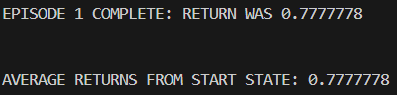 EPISODE 1 COMPLETE: RETURN WAS 0.7777778
AVERAGE RETURNS FROM START STATE: 0.7777778